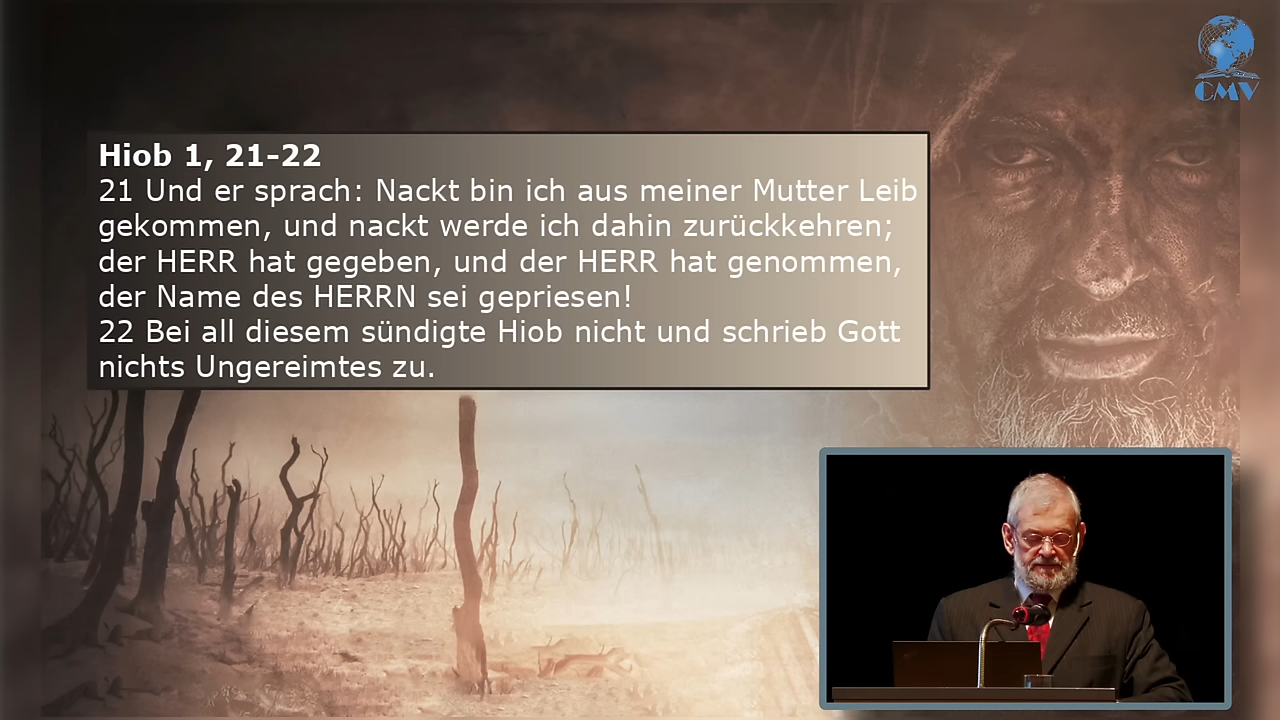 CMV
Hiob 1, 21-22
21 Und er sprach: Nackt bin ich aus meiner Mutter Leib
gekommen, und nackt werde ich dahin zurückkehren;
der HERR hat gegeben, und der HERR hat genommen,
der Name des HERRN sei gepriesen!
22 Bei all diesem sündigte Hiob nicht und schrieb Gott
nichts Ungereimtes zu.